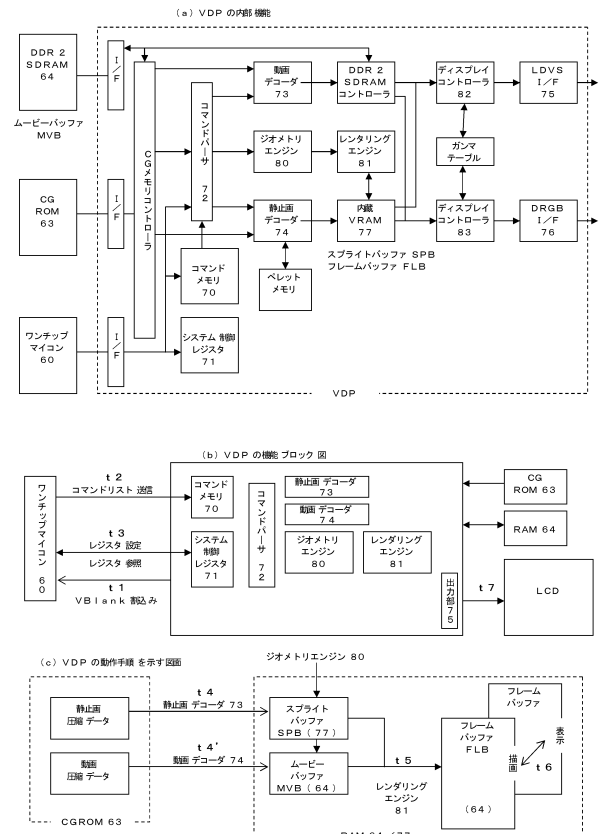 (a) VDP の内部機能
DDR 2
SDRAM
64
ムービーバッファ
MVB
CG
ROM
63
ワンチップ
マイコン
60
I/F
I/F
I/F
CGメモリコントローラ
コマンドパーサ 72
動画
デコーダ
73
DDR 2
SDRAM
コントローラ
ディスプレイ
コントローラ
82
LDVS
I/F
75
ジオメトリ
エンジン
80
レンタリング
エンジン
81
ガンマ
テーブル
静止画
デコーダ
74
内蔵
VRAM
77
ディスプレイ
コントローラ
83
DRGB
I/F
76
スプライトバッファ SPB
フレームバッファ FLB
コマンド
メモリ
70
ペレット
メモリ
システム 制御
レジスタ
71
VDP
(b) VDP の機能 ブロック 図
ワンチップマイコン 60
t2
コマンドリスト 送信
t3
レジスタ 設定
レジスタ 参照
t1
VBlank 割込み
コマンド
メモリ
70
システム
制御
レジスタ
71
コマンドパーサ 72
静止画 デコーダ
73
動画 デコーダ
74
ジオメトリ
エンジン
80
レンダリング
エンジン
81
出力部 75
CG
ROM 63
RAM 64
t7
LCD
(c) VDP の動作手順 を示す図面
ジオメトリエンジン 80
静止画
圧縮 データ
動画
圧縮 データ
CGROM 63
t4
静止画 デコーダ 73
t4'
動画 デコーダ 74
スプライト
バッファ
SPB (77)
ムービー
バッファ
MVB (64)
t5
レンダリング
エンジン
81
フレーム
バッファ
フレーム
バッファ
FLB
(64)
描画
表示
t6